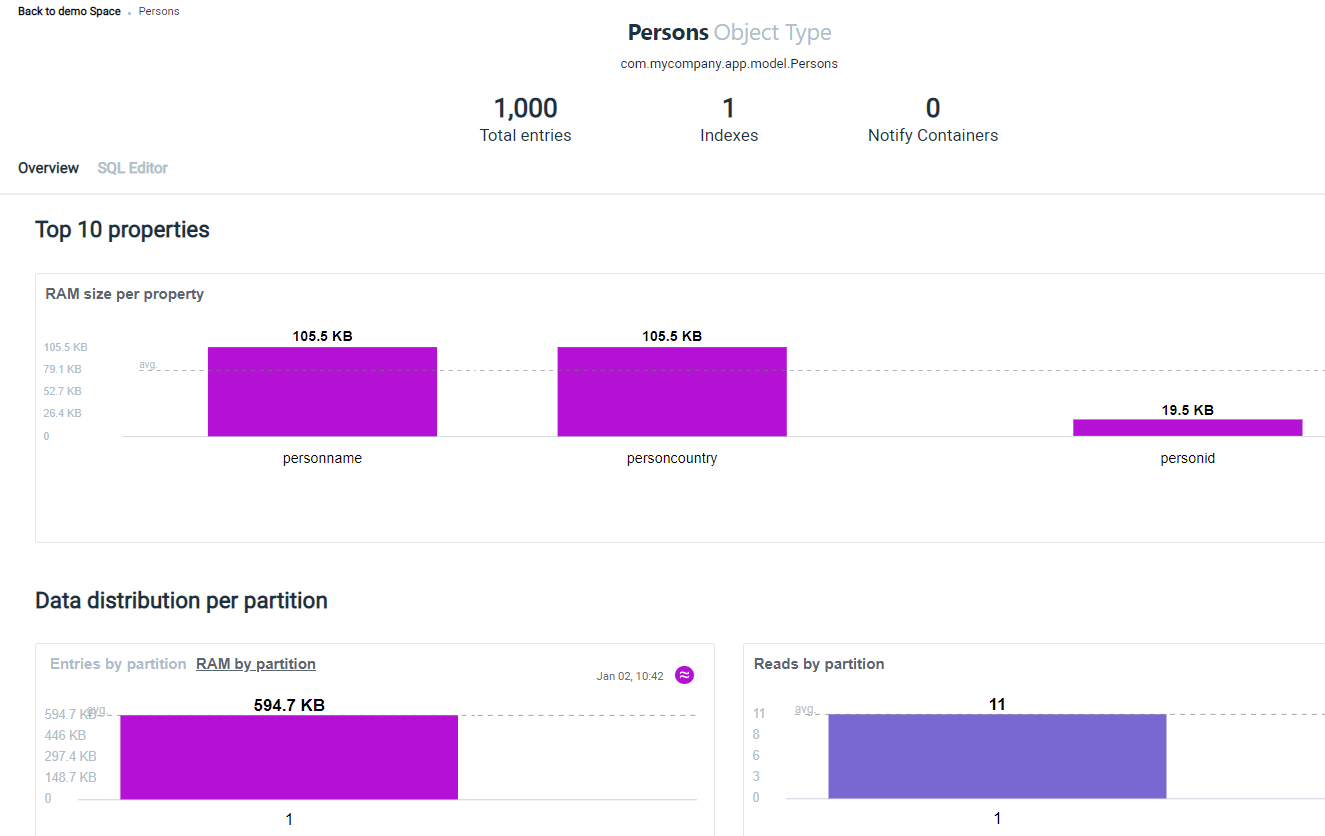 Back to demo Space • Persons
Persons Object Type
com.mycompany.app.model.Persons
1,000 1 0
Total entries Indexes Notify Containers
Overview SQL Editor
Top 10 properties
RAM size per property
105.5 KB 105.5 KB
105.5 KB
avg.
79.1 KB
52.7 KB
19.5 KB
26.4 KB
0
personname personcountry personid
Data distribution per partition
Entries by partition RAM by partition
Jan 02, 10:42
594.7 KB
594.7 KB avg.
446 KB
297.4 KB
148.7 KB
0
1
Reads by partition
11
11 avg.
8
6
3
0
1